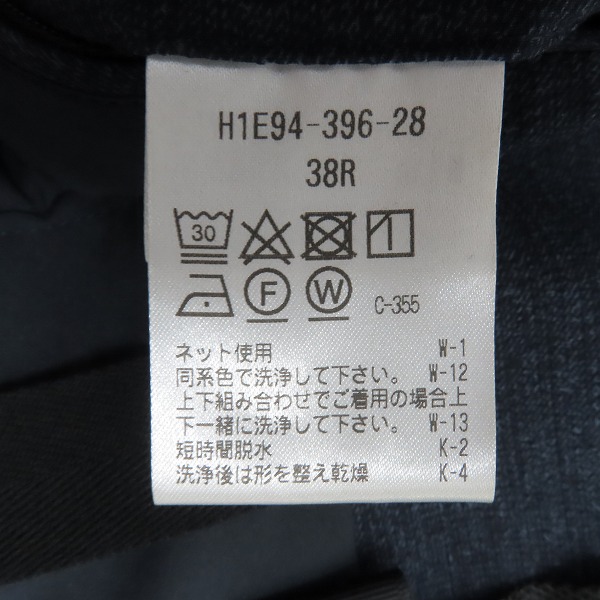 H1E94-396-28
38R
30
F W C-355
ネット使用 W-1
同系色で洗浄して下さい。 W-12
上下組み合わせでご着用の場合上
下一緒に洗浄して下さい。 W-13
短時間脱水 K-2
洗浄後は形を整え乾燥 K-4